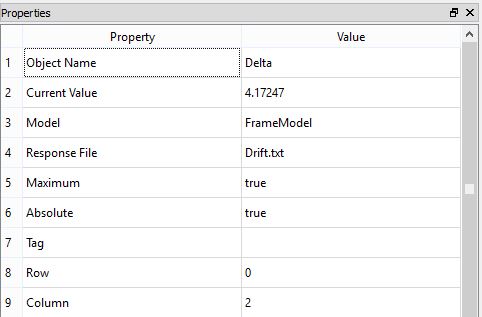 Properties
Property Value
1 Object Name Delta
2 Current Value 4.17247
3 Model FrameModel
4 Response File Drift.txt
5 Maximum true
6 Absolute true
7 Tag
8 Row 0
9 Column 2